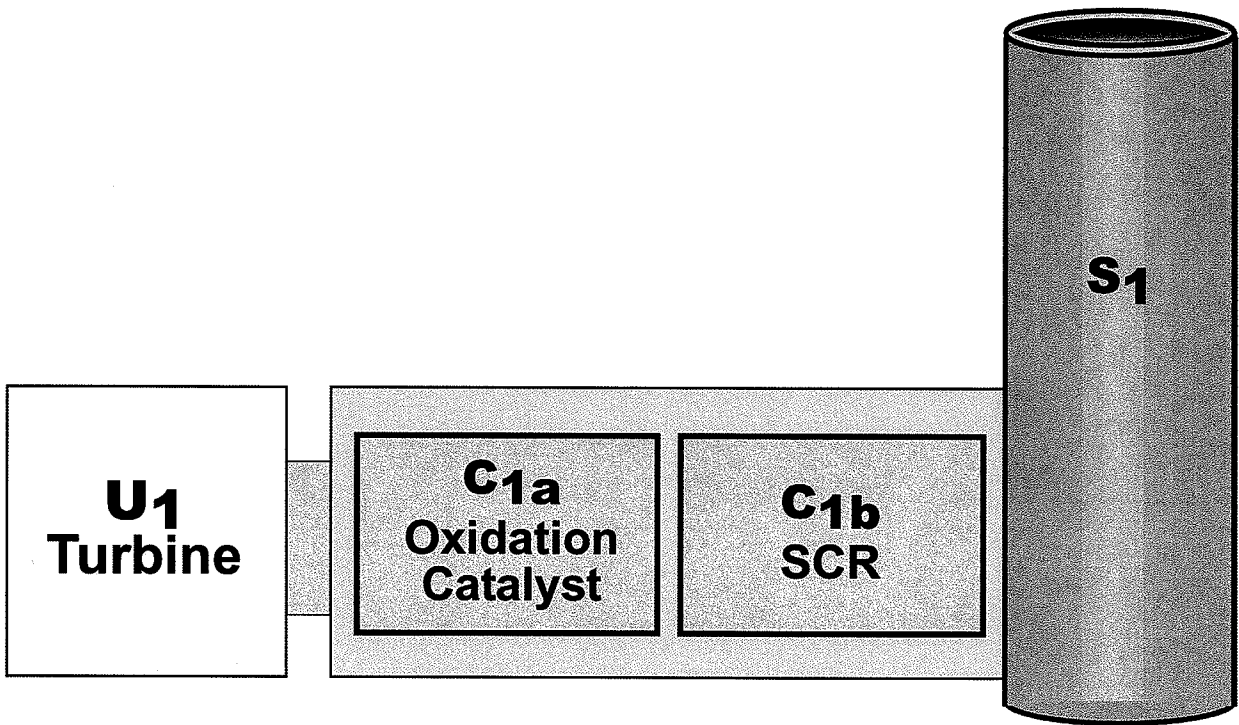 U1
Turbine
C1a
Oxidation
Catalyst
C1b
SCR
S1